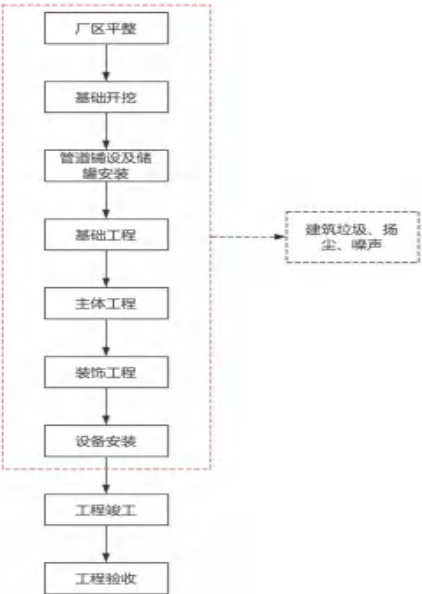 厂区平整
基础开挖
管道铺设及储
罐安装
基础工程
建筑垃圾、扬
尘、噪声
主体工程
装饰工程
设备安装
工程竣工
工程验收